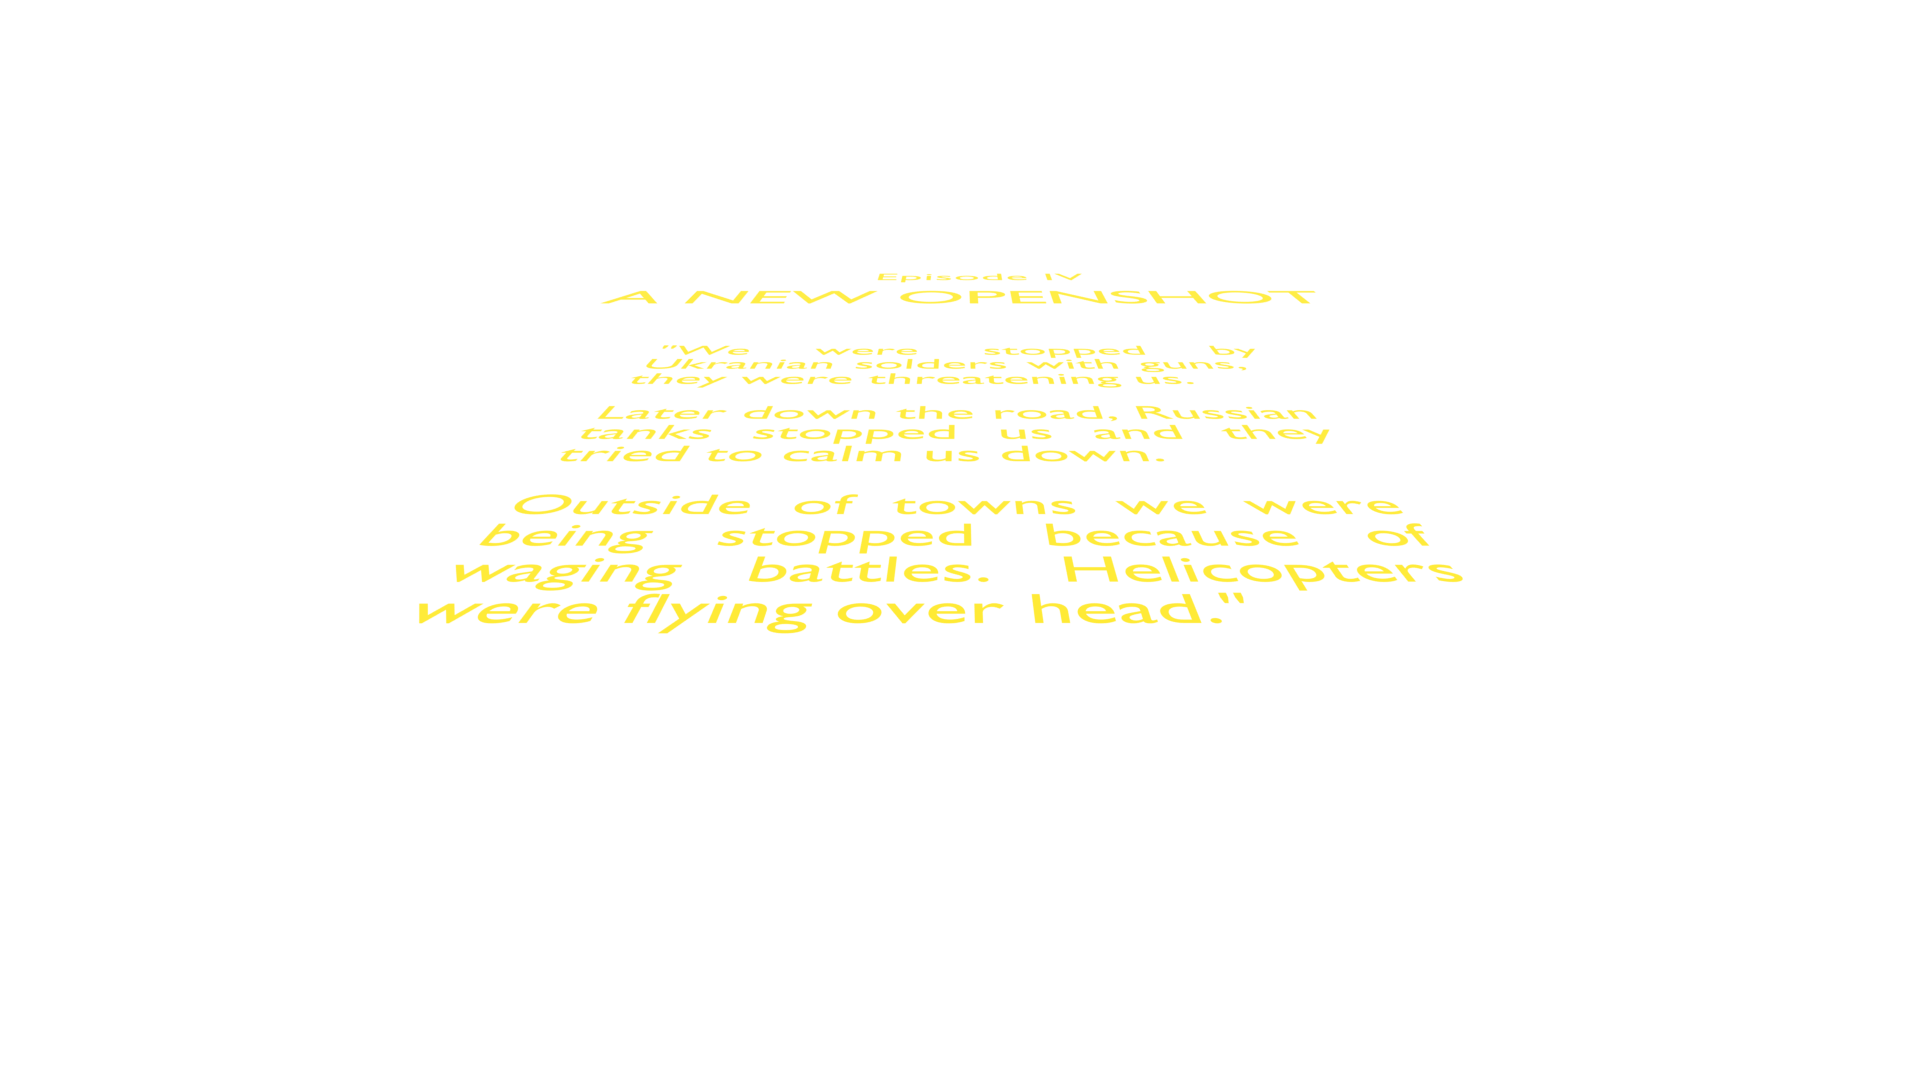 Episode IV
A NEW OPENSHOT
"We were stopped by
Ukranian solders with guns,
they were threatening us.
Later down the road, Russian
tanks stopped us and they
tried to calm us down.
Outside of towns we were
being stopped because of
waging battles. Helicopters
were flying over head."